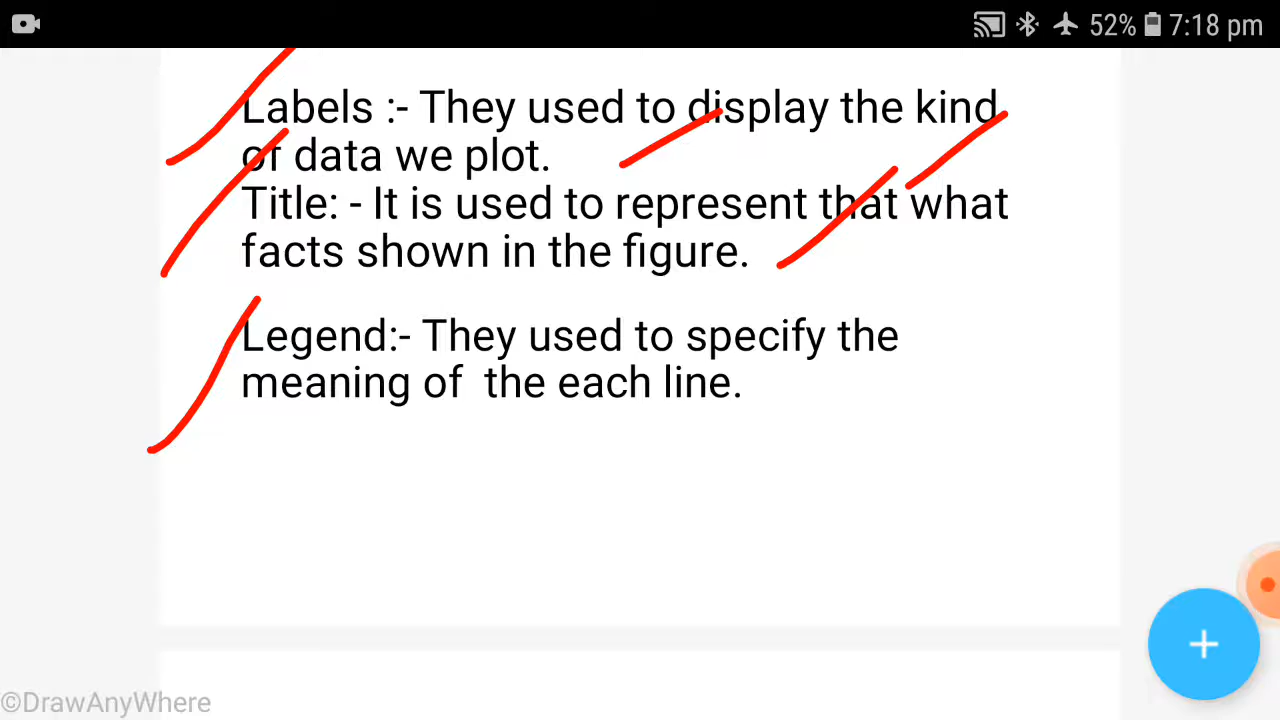 52% 7:18 pm
Labels :- They used to display the kind
of data we plot.
Title: - It is used to represent that what
facts shown in the figure.
Legend:- They used to specify the
meaning of  the each line.
©DrawAnyWhere